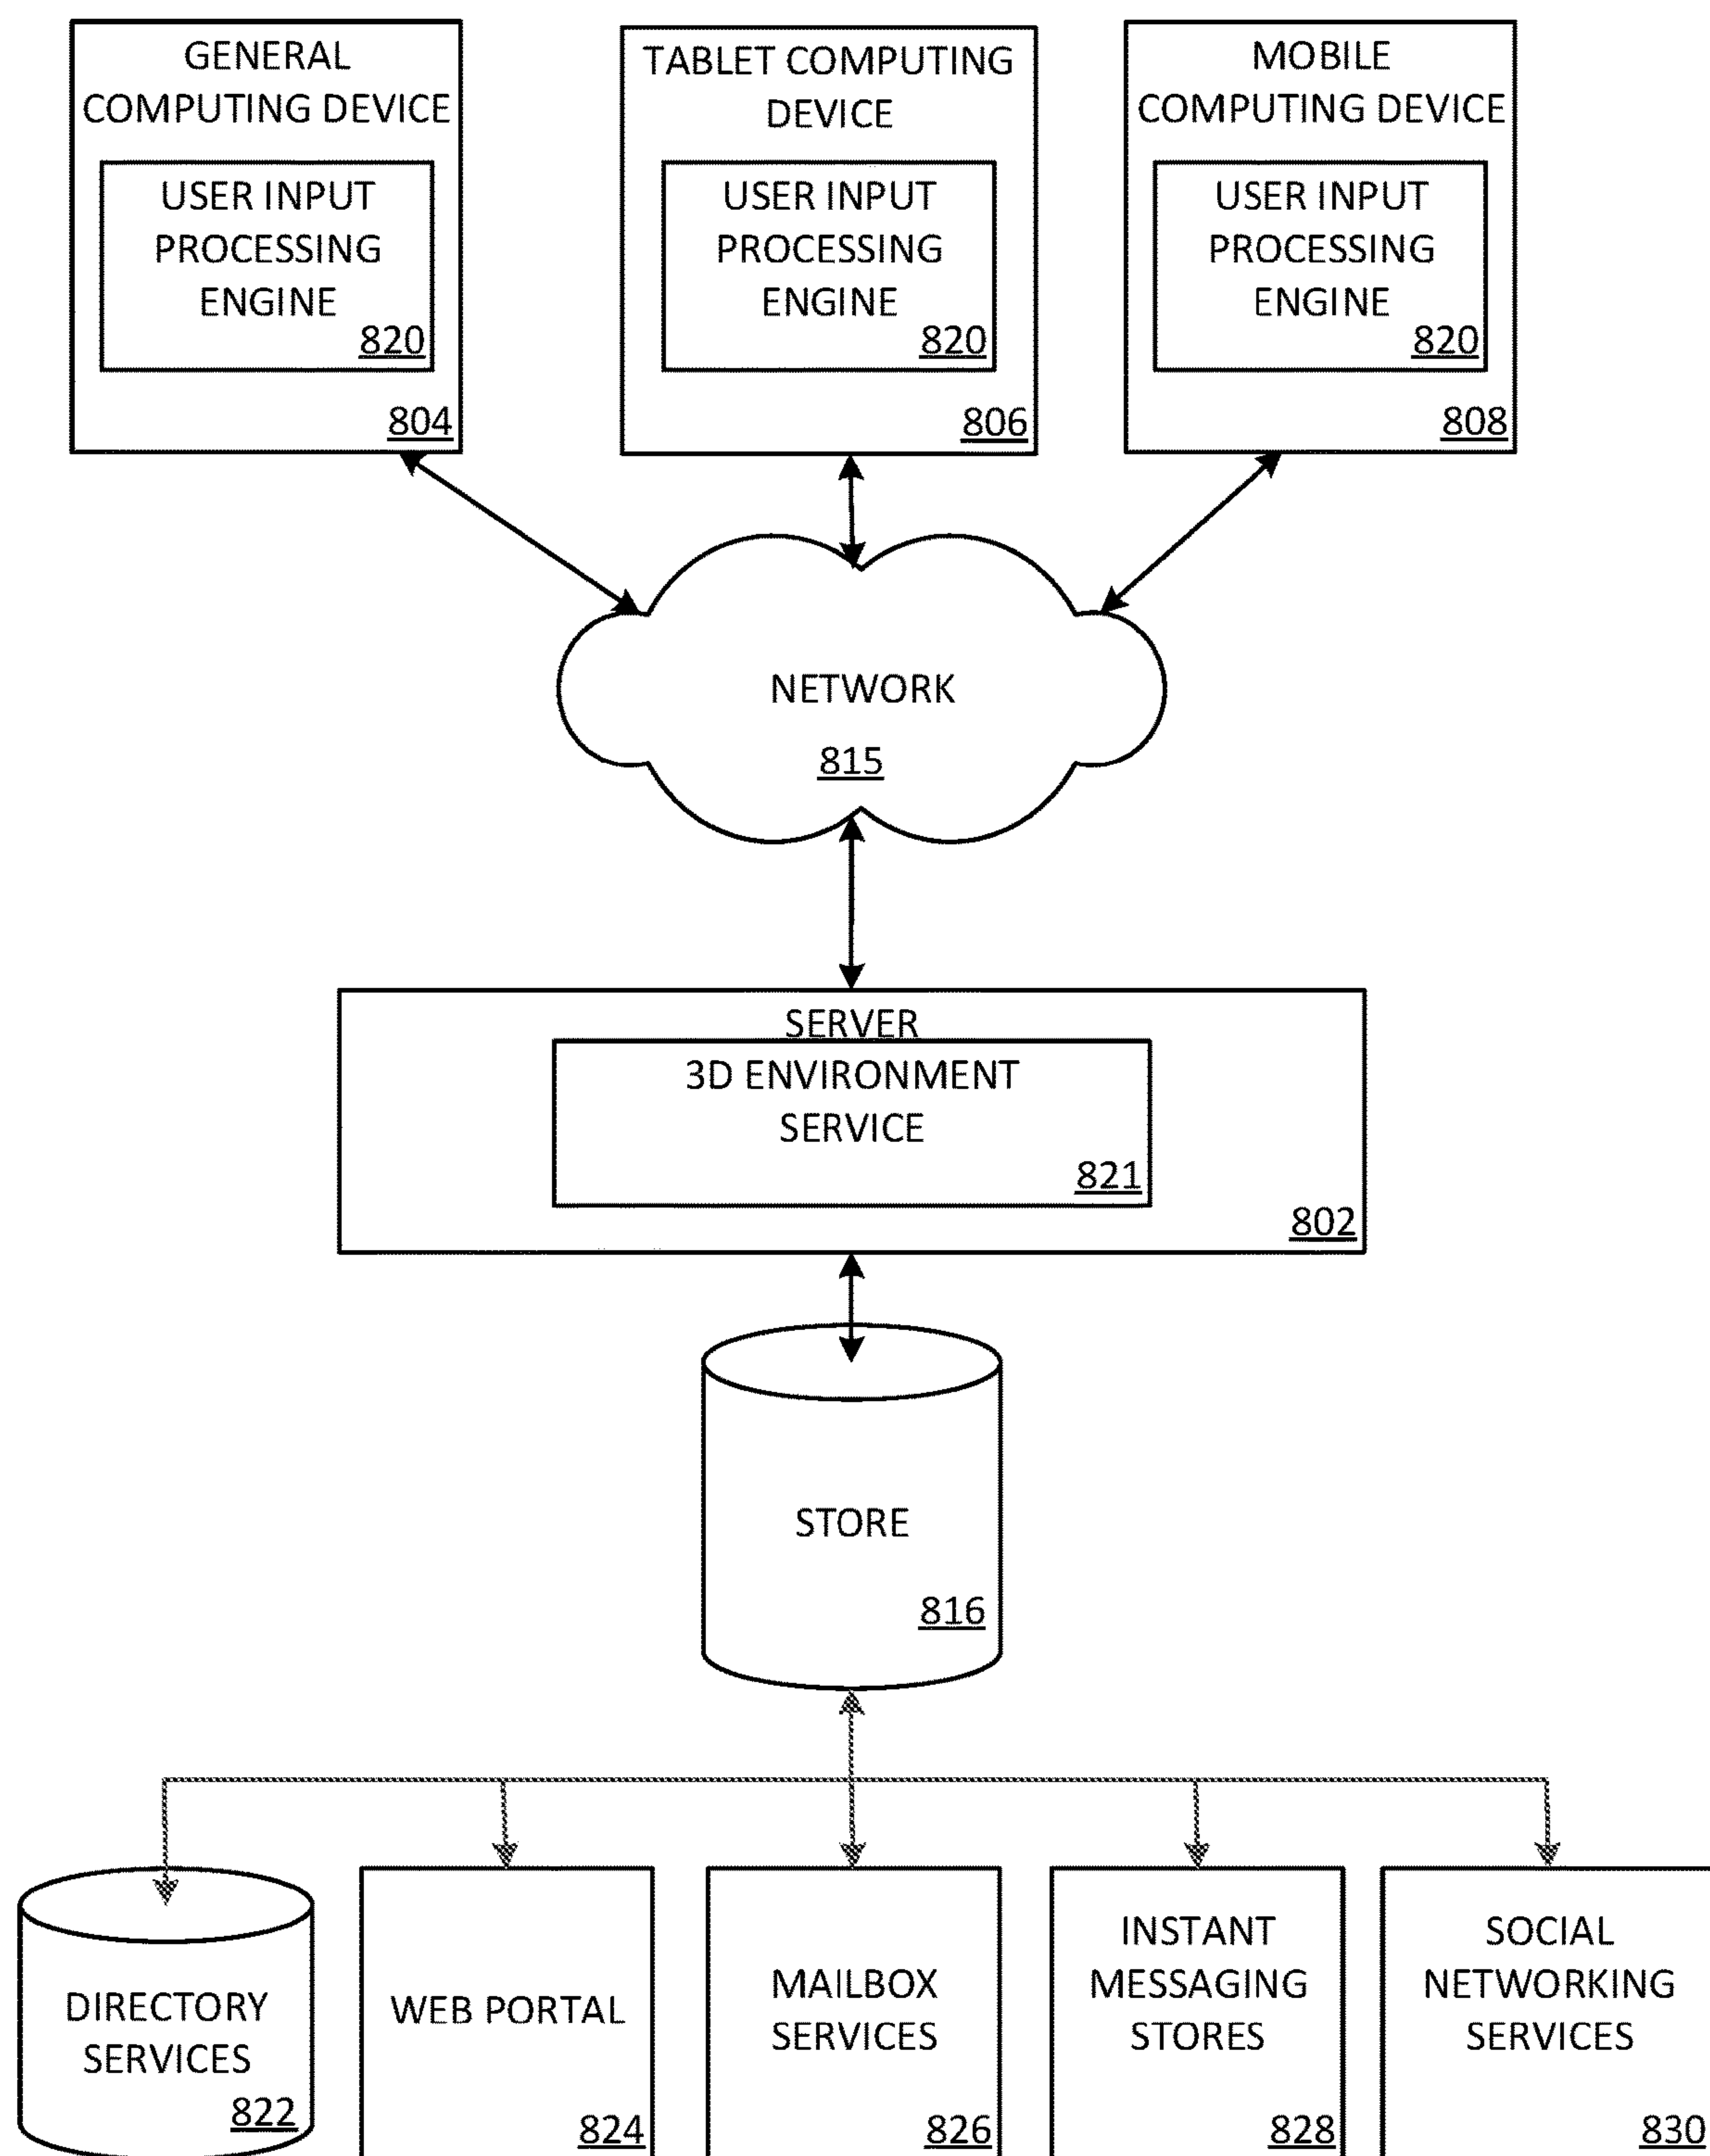 GENERAL
COMPUTING DEVICE
USER INPUT
PROCESSING
ENGINE
820
804
TABLET COMPUTING
DEVICE
USER INPUT
PROCESSING
ENGINE
820
806
MOBILE
COMPUTING DEVICE
USER INPUT
PROCESSING
ENGINE
820
808
NETWORK
815
SERVER
3D ENVIRONMENT
SERVICE
821
802
STORE
816
DIRECTORY
SERVICES
822
WEB PORTAL
824
MAILBOX
SERVICES
826
INSTANT
MESSAGING
STORES
828
SOCIAL
NETWORKING
SERVICES
830